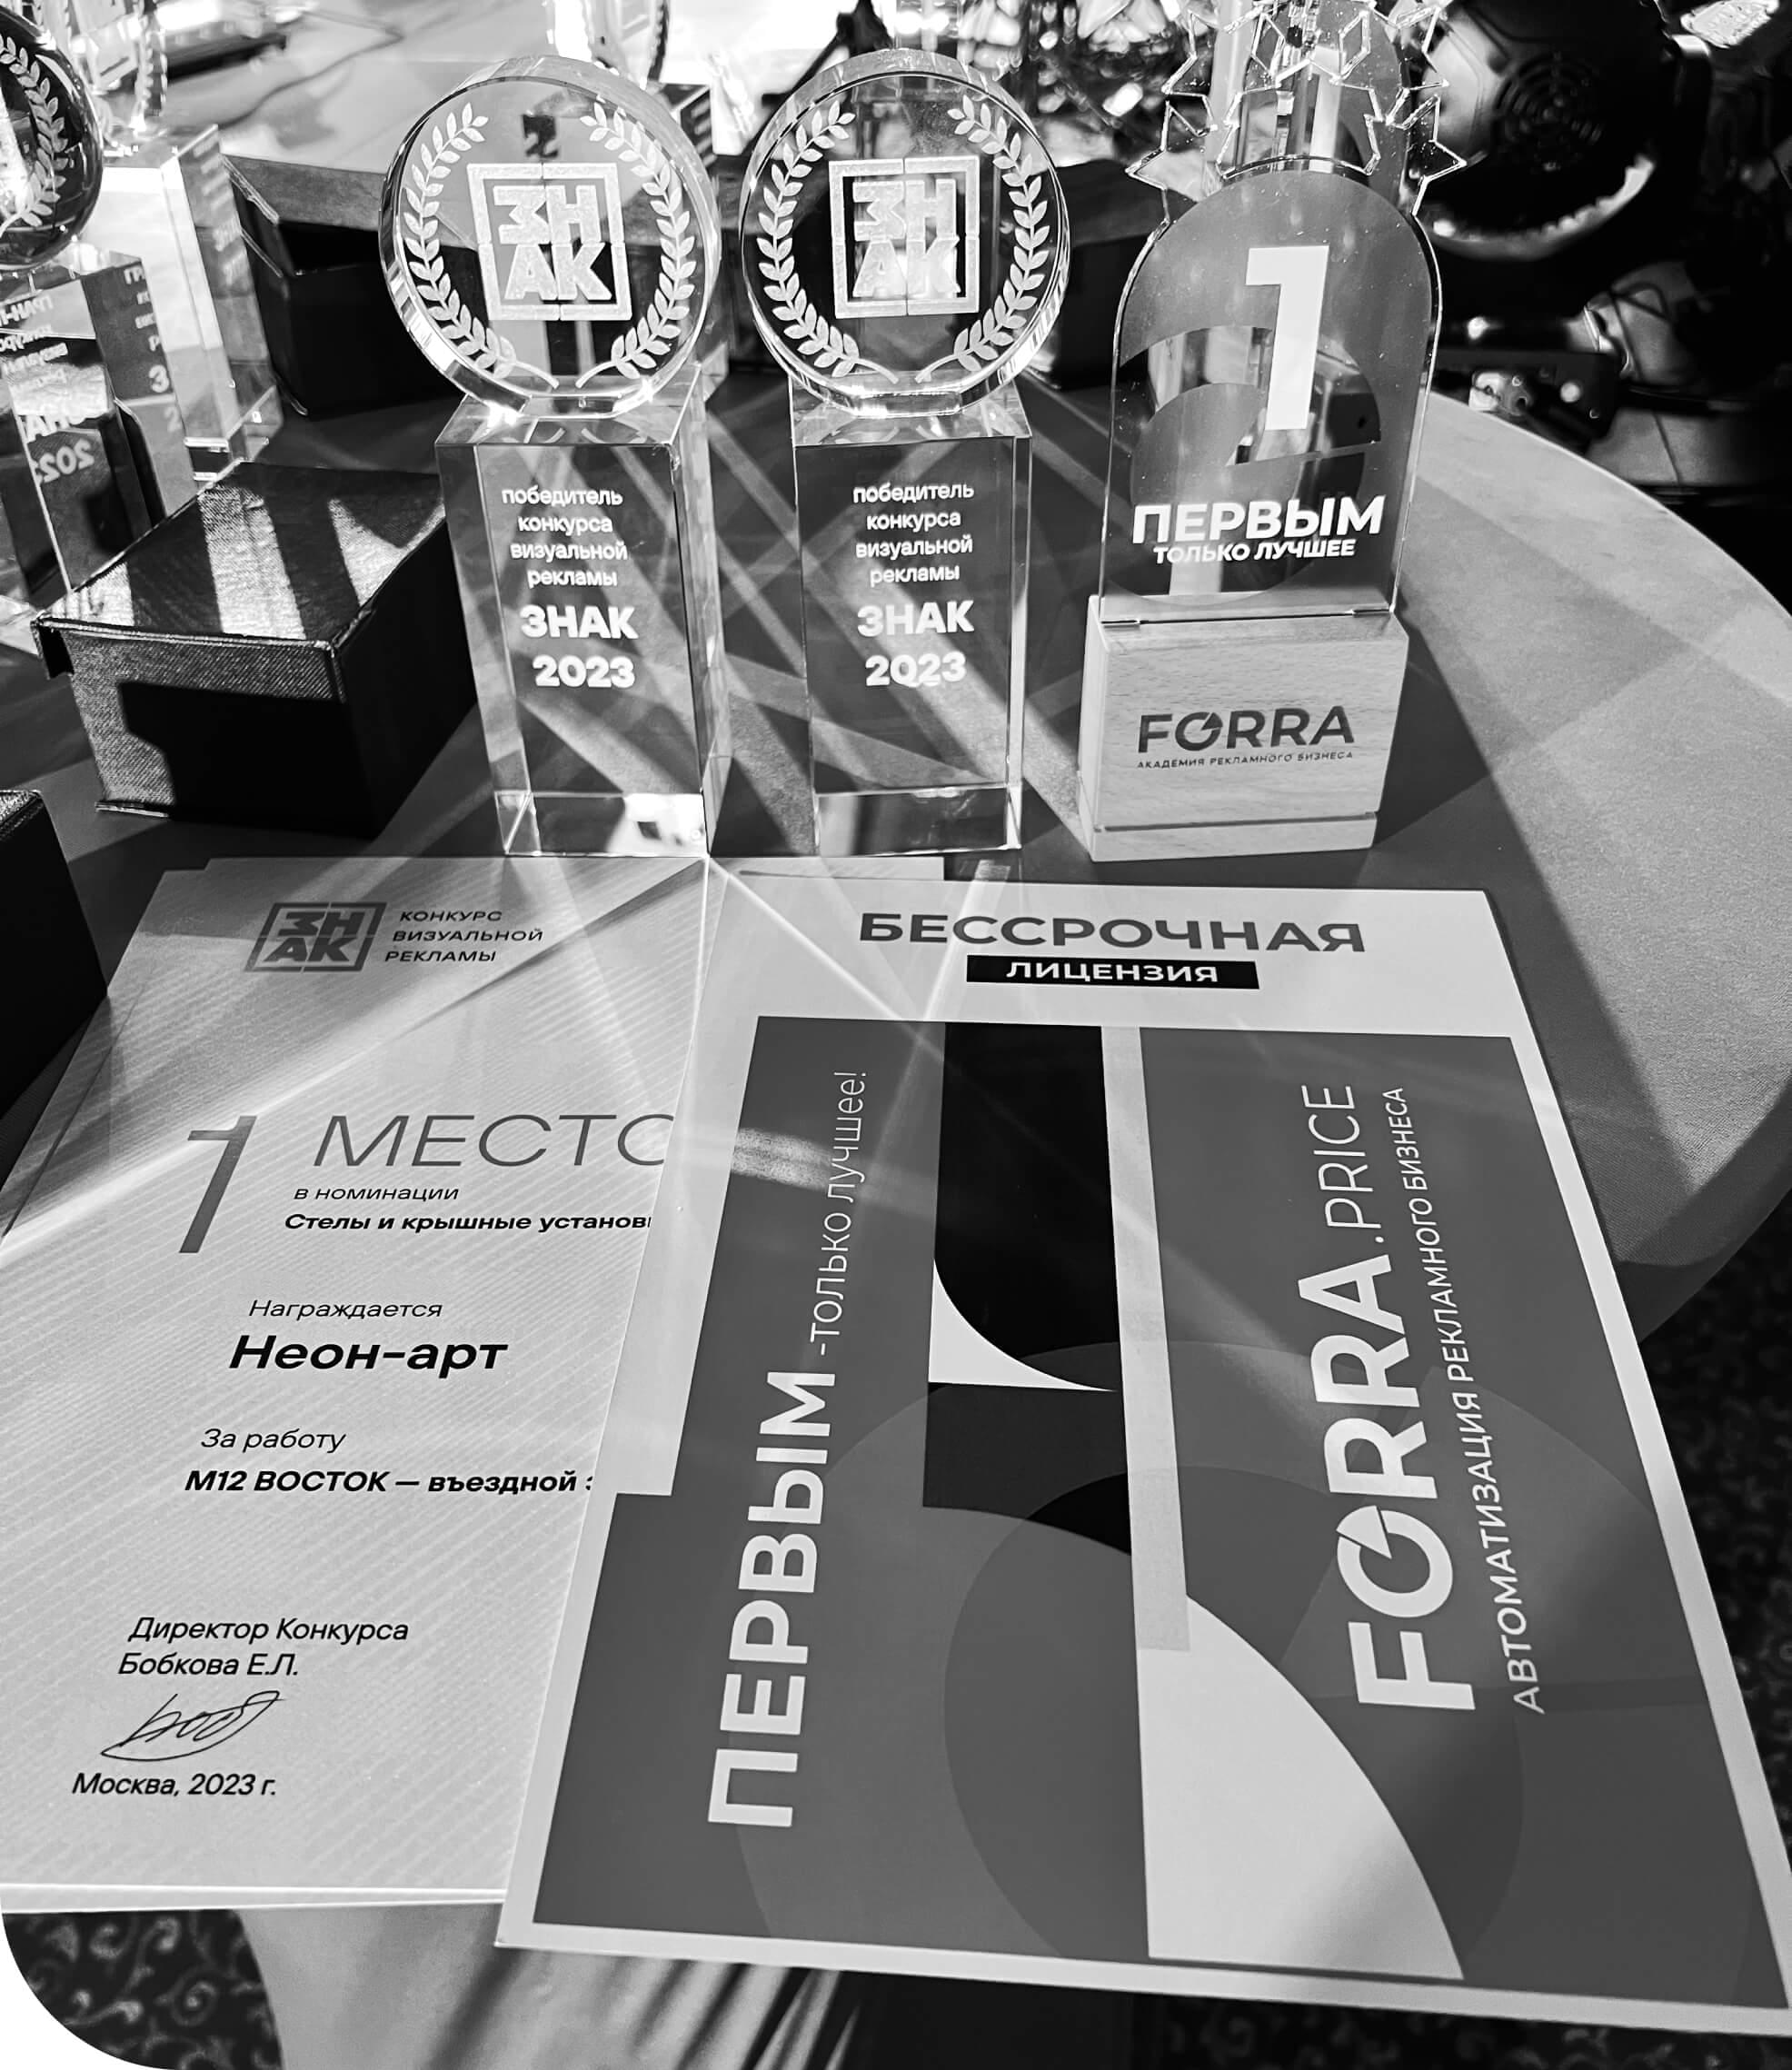 ЗН
АК
победитель
конкурса
визуальной
рекламы
ЗНАК
2023
ЗН
АК
победитель
конкурса
визуальной
рекламы
ЗНАК
2023
1
ПЕРВЫМ
ТОЛЬКО ЛУЧШЕЕ
FORRA
АКАДЕМИЯ РЕКЛАМНОГО БИЗНЕСА
ЗН
АК
КОНКУРС
ВИЗУАЛЬНОЙ
РЕКЛАМЫ
1 МЕСТО
в номинации
Стелы и крышные
Награждается
Неон-арт
За работу
М12 ВОСТОК — въездной
Директор Конкурса
Бобкова Е.Л.
Москва, 2023 г.
БЕССРОЧНАЯ
ЛИЦЕНЗИЯ
ПЕРВЫМ -ТОЛЬКО ЛУЧШЕЕ!
FORRA.PRICE
АВТОМАТИЗАЦИЯ РЕКЛАМНОГО БИЗНЕСА
2023